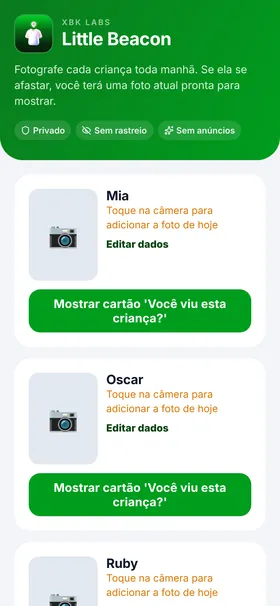 XBK LABS
Little Beacon
Fotografe cada criança toda manhã. Se ela se
afastar, você terá uma foto atual pronta para
mostrar.
Privado
Sem rastreio
Sem anúncios
Mia
Toque na câmera para
adicionar a foto de hoje
Editar dados
Mostrar cartão 'Você viu esta
criança?'
Oscar
Toque na câmera para
adicionar a foto de hoje
Editar dados
Mostrar cartão 'Você viu esta
criança?'
Ruby
Toque na câmera para
adicionar a foto de hoje